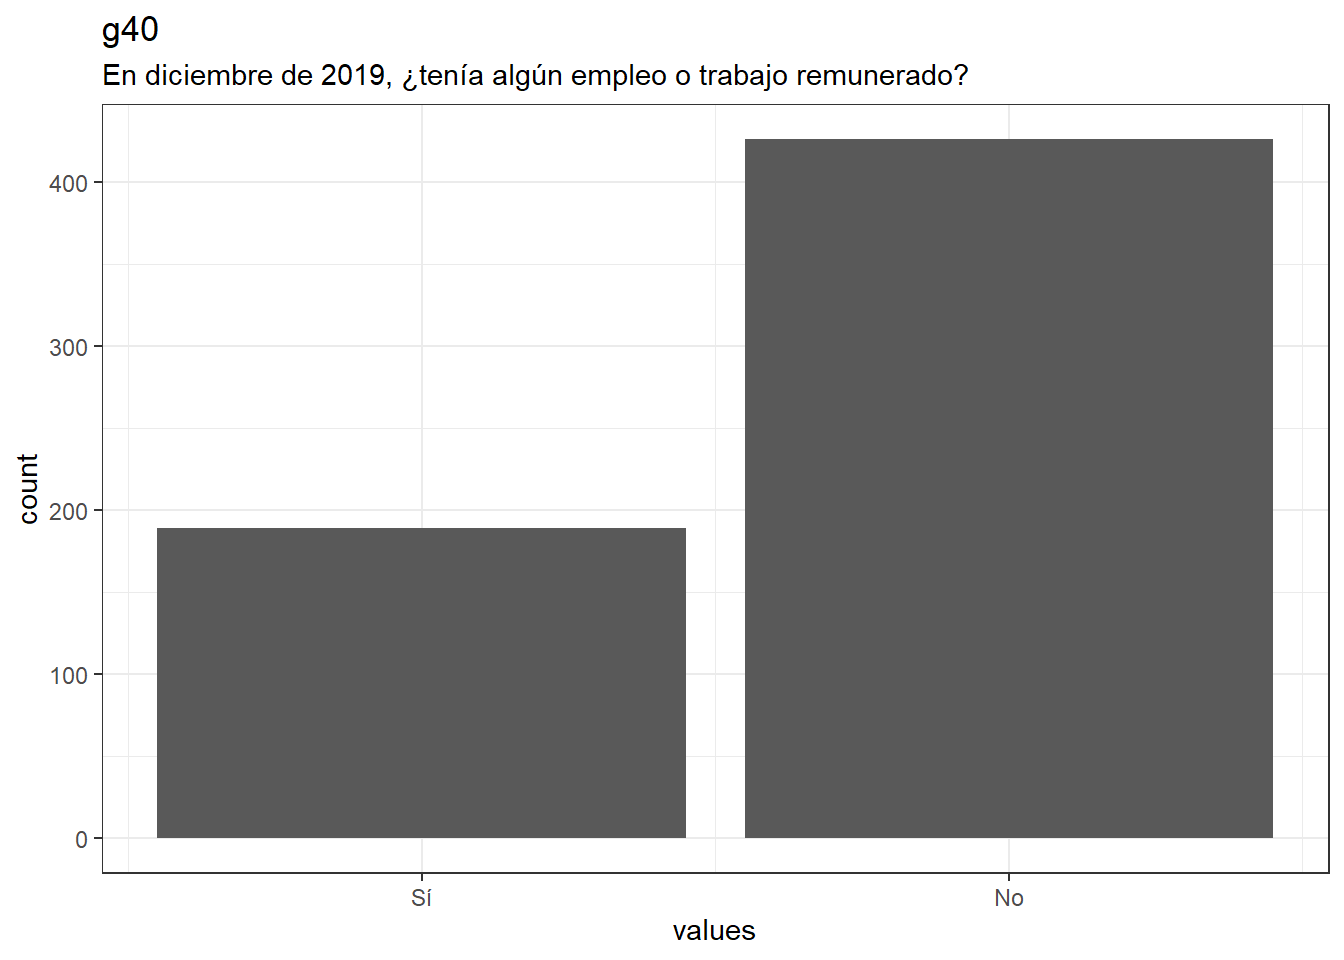 g40
En diciembre de 2019, ¿tenía algún empleo o trabajo remunerado?
count
400
300
200
100
0
Sí
No
values